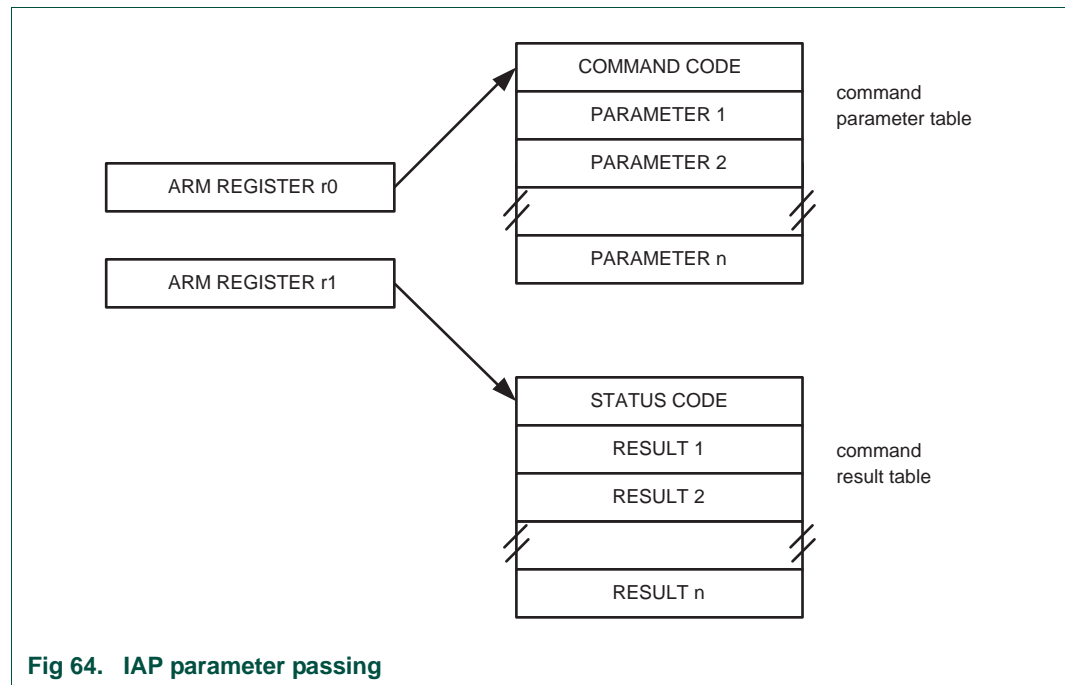 COMMAND CODE
PARAMETER 1
PARAMETER 2
PARAMETER n
command
parameter table
ARM REGISTER r0
ARM REGISTER r1
STATUS CODE
RESULT 1
RESULT 2
RESULT n
command
result table
Fig 64. IAP parameter passing